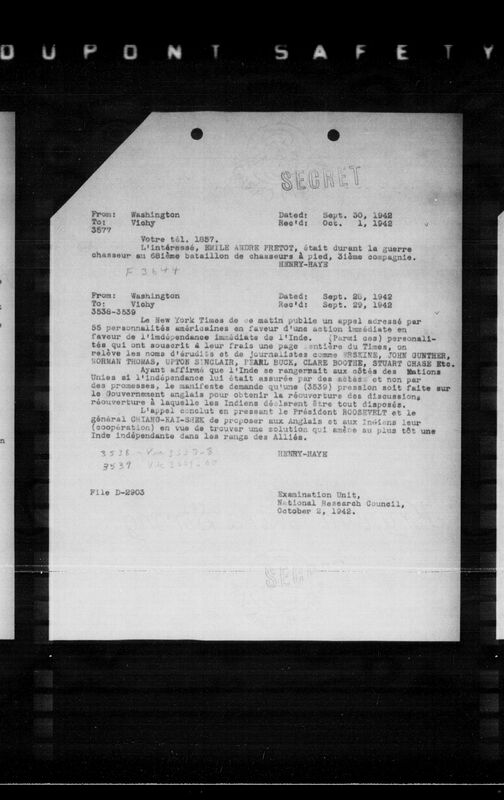 DUPONT SAFETY
SECRET
From: Washington Dated: Sept. 30, 1942
To: Vichy Rec'd: Oct. 1, 1942
3577
Votre tél. 1857.
L'intéressé, EMILE ANDRE PRETOT, était durant la guerre
chasseur au 68ième bataillon de chasseurs à pied, 3ième compagnie.
HENRY-HAYE
F 3644
From: Washington Dated: Sept. 28, 1942
To: Vichy Rec'd: Sept. 29, 1942
3538-3539
Le New York Times de ce matin publie un appel adressé par
55 personnalités américaines en faveur d'une action immédiate en
faveur de l'indépendance immédiate de l'Inde. (Parmi ces) personali-
tés qui ont souscrit à leur frais une page entière du Times, on
relève les noms d'érudits et de journalistes comme ERSKINE, JOHN GUNTHER,
NORMAN THOMAS, UPTON SINCLAIR, PEARL BUCK, CLARE BOOTHE, STUART CHASE Etc.
Ayant affirmé que l'Inde se rangerait aux côtés des Nations
Unies si l'indépendance lui était assurée par des actes et non par
des promesses, le manifeste demande qu'une (3539) pression soit faite sur
le Gouvernement anglais pour obtenir la réouverture des discussions,
réouverture à laquelle les Indiens déclarent être tout disposés.
L'appel conclut en pressant le Président ROOSEVELT et le
général CHIANG-KAI-SHEK de proposer aux Anglais et aux Indiens leur
(coopération) en vue de trouver une solution qui amène au plus tôt une
Inde indépendante dans les rangs des Alliés.
3538
3539
HENRY-HAYE
File D-2903 Examination Unit,
National Research Council,
October 2, 1942.
SECRET